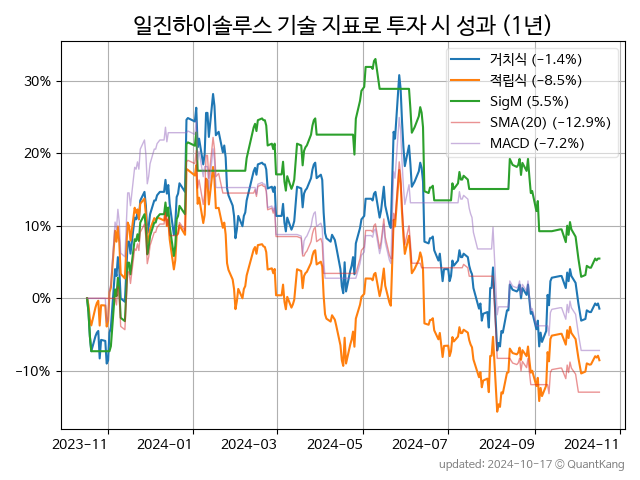 일진하이솔루스 기술 지표로 투자 시 성과 (1년)
거치식 (−1.4%)
적립식 (−8.5%)
SigM (5.5%)
SMA(20) (−12.9%)
MACD (−7.2%)
30%
20%
10%
0%
−10%
2023-11 2024-01 2024-03 2024-05 2024-07 2024-09 2024-11
updated: 2024-10-17 © QuantKang